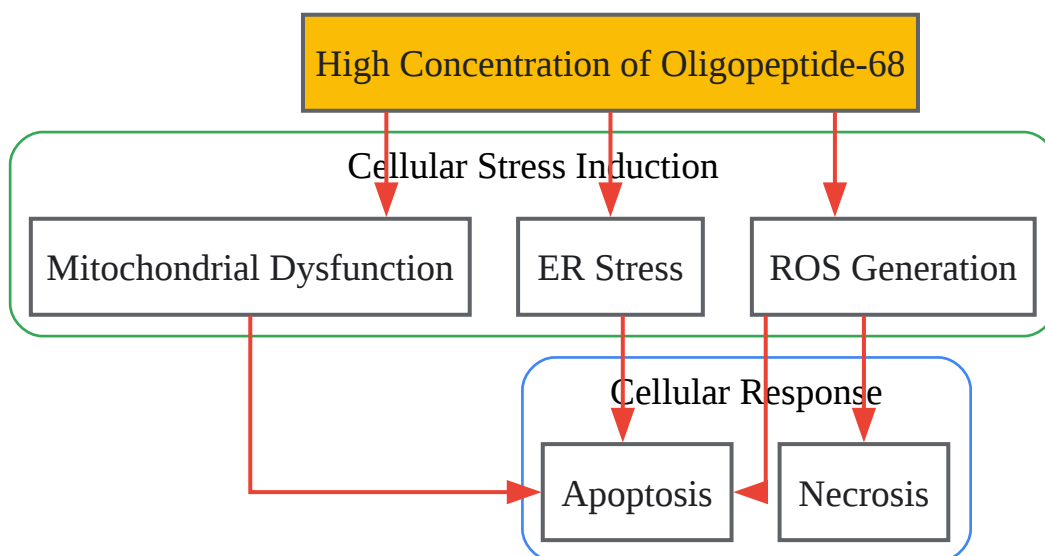 High Concentration of Oligopeptide-68
Cellular Stress Induction
Mitochondrial Dysfunction
ER Stress
ROS Generation
Cellular Response
Apoptosis
Necrosis